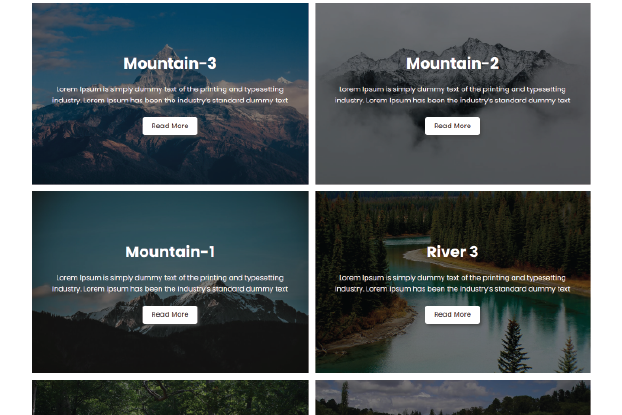 Mountain-3
Lorem Ipsum is simply dummy text of the printing and typesetting
industry. Lorem Ipsum has been the industry's standard dummy text
Read More
Mountain-2
Lorem Ipsum is simply dummy text of the printing and typesetting
industry. Lorem Ipsum has been the industry's standard dummy text
Read More
Mountain-1
Lorem Ipsum is simply dummy text of the printing and typesetting
industry. Lorem Ipsum has been the industry's standard dummy text
Read More
River 3
Lorem Ipsum is simply dummy text of the printing and typesetting
industry. Lorem Ipsum has been the industry's standard dummy text
Read More